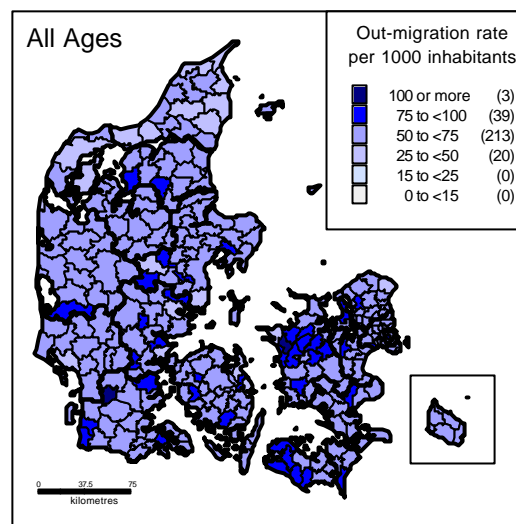 All Ages
Out-migration rate
per 1000 inhabitants
100 or more (3)
75 to <100 (39)
50 to <75 (213)
25 to <50 (20)
15 to <25 (0)
0 to <15 (0)
0 37.5 75
kilometres